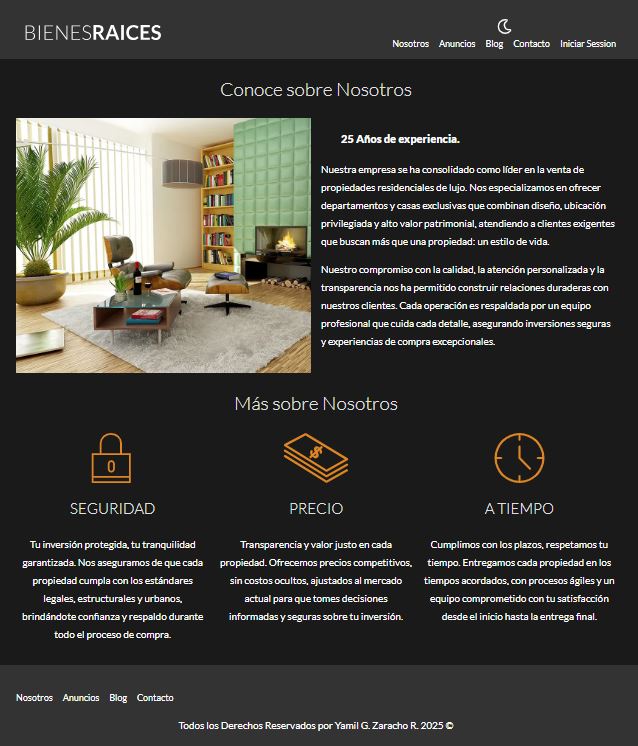 BIENESRAICES
Nosotros Anuncios Blog Contacto Iniciar Session
Conoce sobre Nosotros
25 Años de experiencia.
Nuestra empresa se ha consolidado como líder en la venta de
propiedades residenciales de lujo. Nos especializamos en ofrecer
departamentos y casas exclusivas que combinan diseño, ubicación
privilegiada y alto valor patrimonial, atendiendo a clientes exigentes
que buscan más que una propiedad: un estilo de vida.
Nuestro compromiso con la calidad, la atención personalizada y la
transparencia nos ha permitido construir relaciones duraderas con
nuestros clientes. Cada operación es respaldada por un equipo
profesional que cuida cada detalle, asegurando inversiones seguras
y experiencias de compra excepcionales.
Más sobre Nosotros
SEGURIDAD
Tu inversión protegida, tu tranquilidad
garantizada. Nos aseguramos de que cada
propiedad cumpla con los estándares
legales, estructurales y urbanos,
brindándote confianza y respaldo durante
todo el proceso de compra.
PRECIO
Transparencia y valor justo en cada
propiedad. Ofrecemos precios competitivos,
sin costos ocultos, ajustados al mercado
actual para que tomes decisiones
informadas y seguras sobre tu inversión.
A TIEMPO
Cumplimos con los plazos, respetamos tu
tiempo. Entregamos cada propiedad en los
tiempos acordados, con procesos ágiles y un
equipo comprometido con tu satisfacción
desde el inicio hasta la entrega final.
Nosotros Anuncios Blog Contacto
Todos los Derechos Reservados por Yamil G. Zaracho R. 2025 ©